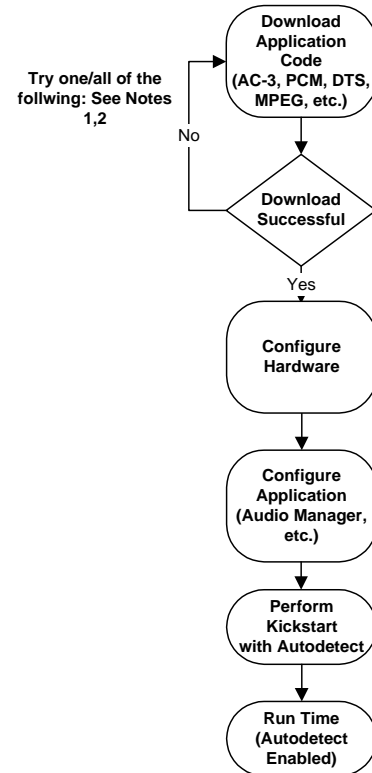 Download
Application
Code
(AC-3, PCM, DTS,
MPEG, etc.)
Try one/all of the
follwing: See Notes
1,2
No
Download
Successful
Yes
Configure
Hardware
Configure
Application
(Audio Manager,
etc.)
Perform
Kickstart
with Autodetect
Run Time
(Autodetect
Enabled)